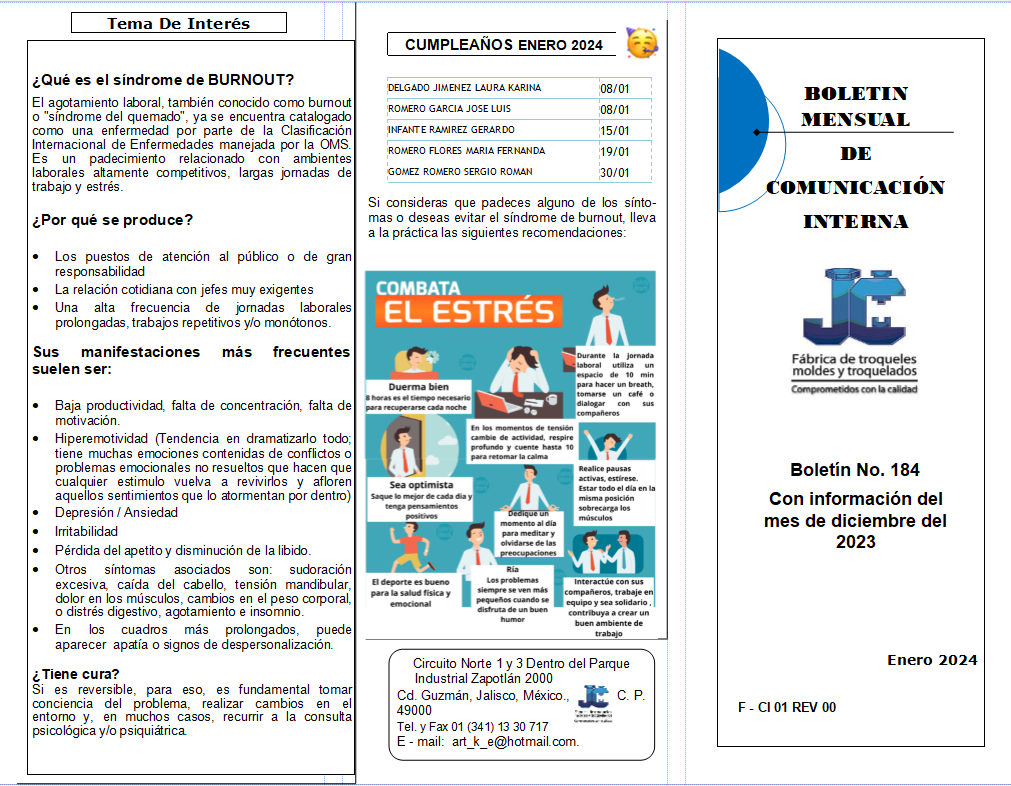 Tema De Interés
¿Qué es el síndrome de BURNOUT?
El agotamiento laboral, también conocido como burnout
o "síndrome del quemado", ya se encuentra catalogado
como una enfermedad por parte de la Clasificación
Internacional de Enfermedades manejada por la OMS.
Es un padecimiento relacionado con ambientes
laborales altamente competitivos, largas jornadas de
trabajo y estrés.
¿Por qué se produce?
• Los puestos de atención al público o de gran
responsabilidad
• La relación cotidiana con jefes muy exigentes
• Una alta frecuencia de jornadas laborales
prolongadas, trabajos repetitivos y/o monótonos.
Sus manifestaciones más frecuentes
suelen ser:
• Baja productividad, falta de concentración, falta de
motivación.
• Hiperemotividad (Tendencia en dramatizarlo todo;
tiene muchas emociones contenidas de conflictos o
problemas emocionales no resueltos que hacen que
cualquier estimulo vuelva a revivirlos y afloren
aquellos sentimientos que lo atormentan por dentro)
• Depresión / Ansiedad
• Irritabilidad
• Pérdida del apetito y disminución de la libido.
• Otros síntomas asociados son: sudoración
excesiva, caída del cabello, tensión mandibular,
dolor en los músculos, cambios en el peso corporal,
o distrés digestivo, agotamiento e insomnio.
• En los cuadros más prolongados, puede
aparecer apatía o signos de despersonalización.
¿Tiene cura?
Si es reversible, para eso, es fundamental tomar
conciencia del problema, realizar cambios en el
entorno y, en muchos casos, recurrir a la consulta
psicológica y/o psiquiátrica.
CUMPLEAÑOS ENERO 2024
DELGADO JIMENEZ LAURA KARINA 08/01
ROMERO GARCIA JOSE LUIS 08/01
INFANTE RAMIREZ GERARDO 15/01
ROMERO FLORES MARIA FERNANDA 19/01
GOMEZ ROMERO SERGIO ROMAN 30/01
Si consideras que padeces alguno de los sínto-
mas o deseas evitar el síndrome de burnout, lleva
a la práctica las siguientes recomendaciones:
COMBATA
EL ESTRÉS
Duerma bien
8 horas es el tiempo necesario
para recuperarse cada noche
Durante la jornada
laboral utiliza un
espacio de 10 min
para hacer un breath,
tomarse un café o
dialogar con sus
compañeros
En los momentos de tensión
cambie de actividad, respire
profundo y cuente hasta 10
para retomar la calma
Sea optimista
Saque lo mejor de cada dia y
tenga pensamientos
positivos
Realice pausas
activas, estírese.
Estar todo el día en la
misma posición
sobrecarga los
músculos
Dedique un
momento al día
para meditar y
olvidarse de las
preocupaciones
El deporte es bueno
para la salud física y
emocional
Ría
Los problemas
siempre se ven más
pequeños cuando se
disfruta de un buen
humor
Interactúe con sus
compañeros, trabaje en
equipo y sea solidario ,
contribuya a crear un
buen ambiente de
trabajo
Circuito Norte 1 y 3 Dentro del Parque
Industrial Zapotlán 2000
Cd. Guzmán, Jalisco, México., C. P.
49000
Tel. y Fax 01 (341) 13 30 717
E - mail: art_k_e@hotmail.com.
BOLETIN
MENSUAL
DE
COMUNICACIÓN
INTERNA
JC
Fábrica de troqueles
moldes y troquelados
Comprometidos con la calidad
Boletín No. 184
Con información del
mes de diciembre del
2023
Enero 2024
F - CI 01 REV 00